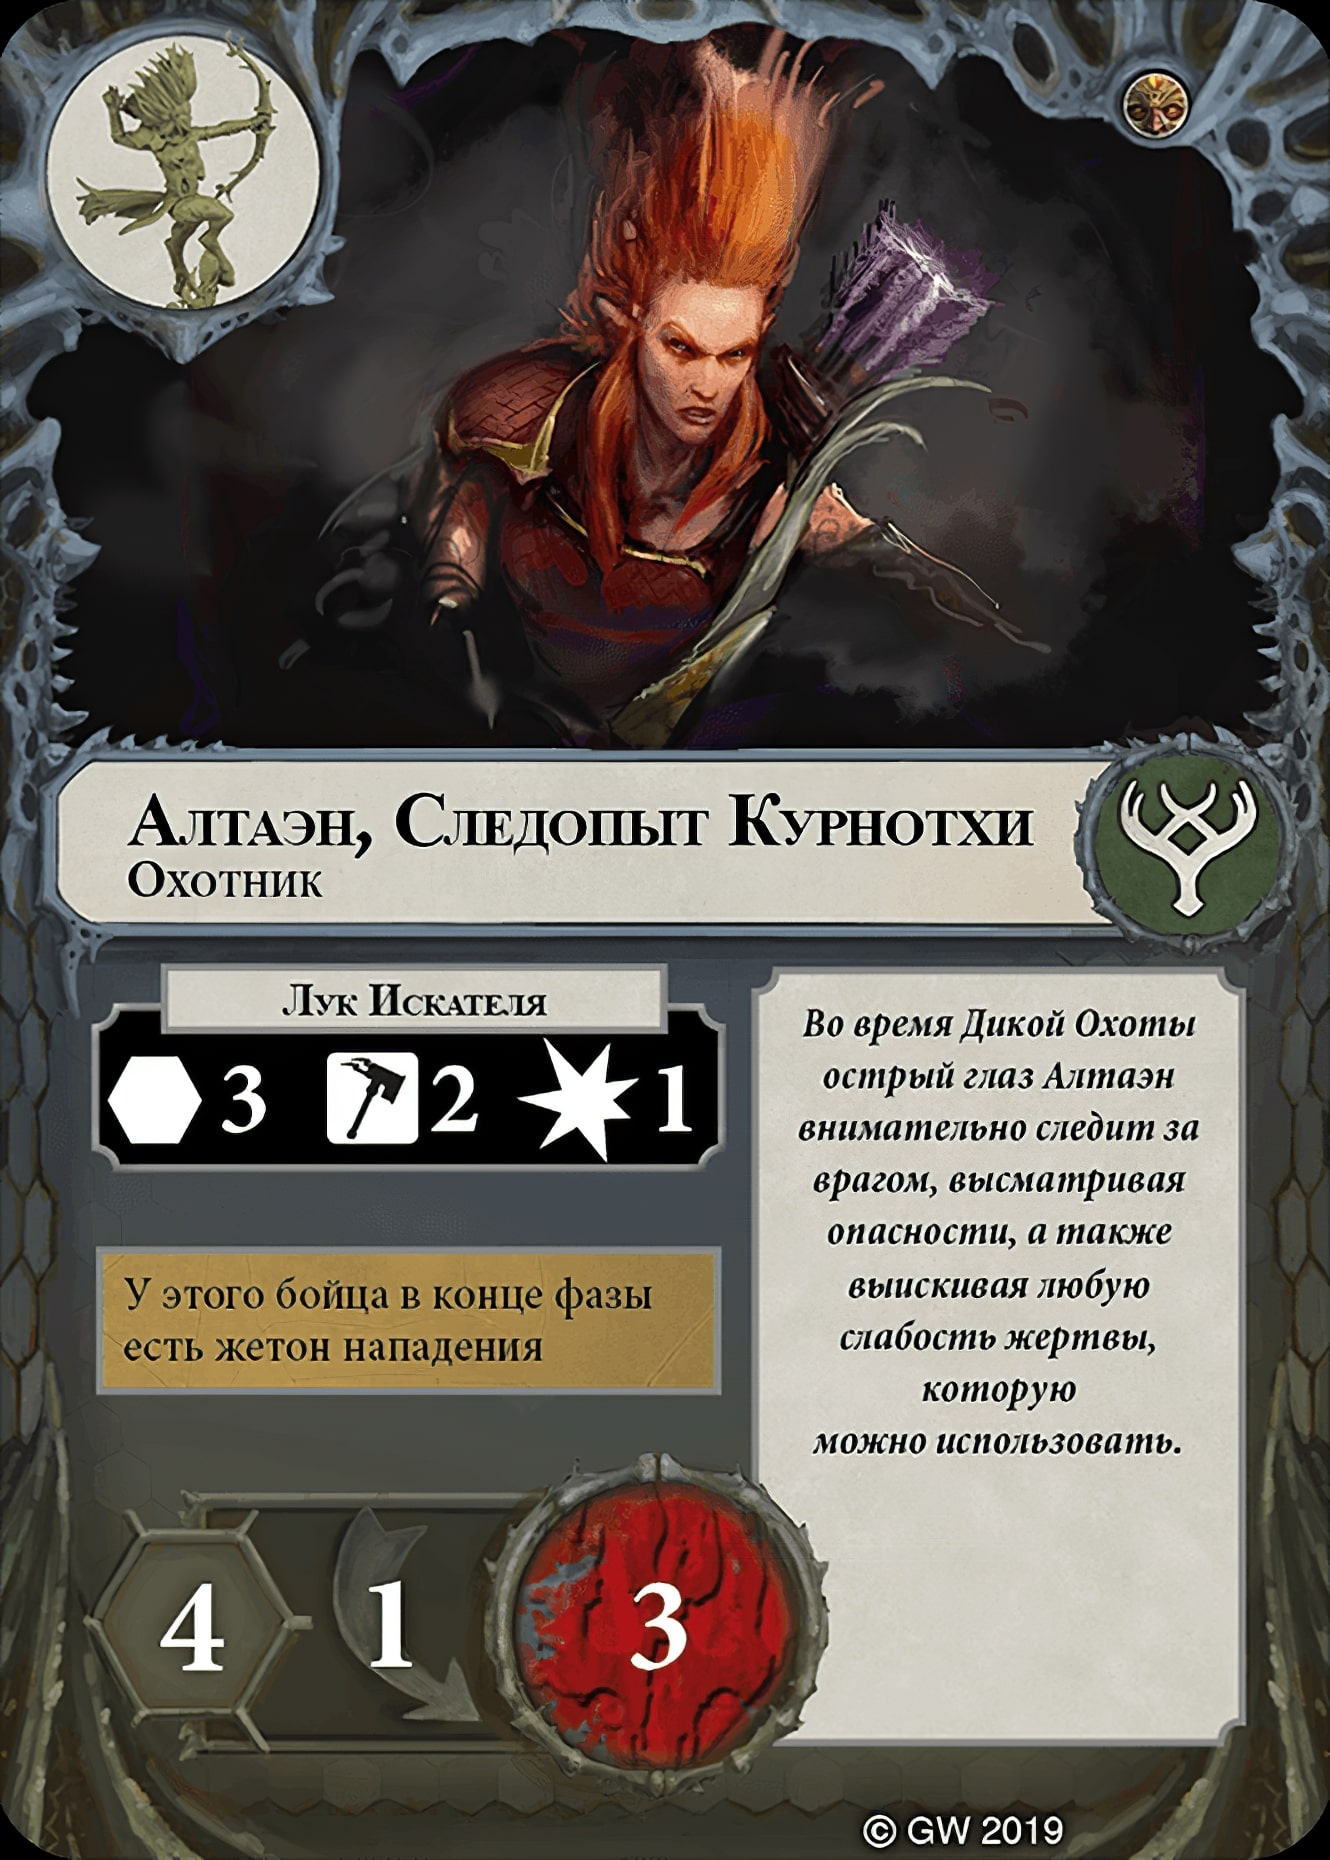 Алтаэн, Следопыт Курнотхи
Охотник
Лук Искателя
3 2 1
Во время Дикой Охоты
острый глаз Алтаэн
внимательно следит за
врагом, высматривая
опасности, а также
выискивая любую
слабость жертвы,
которую
можно использовать.
У этого бойца в конце фазы
есть жетон нападения
4 1 3
© GW 2019